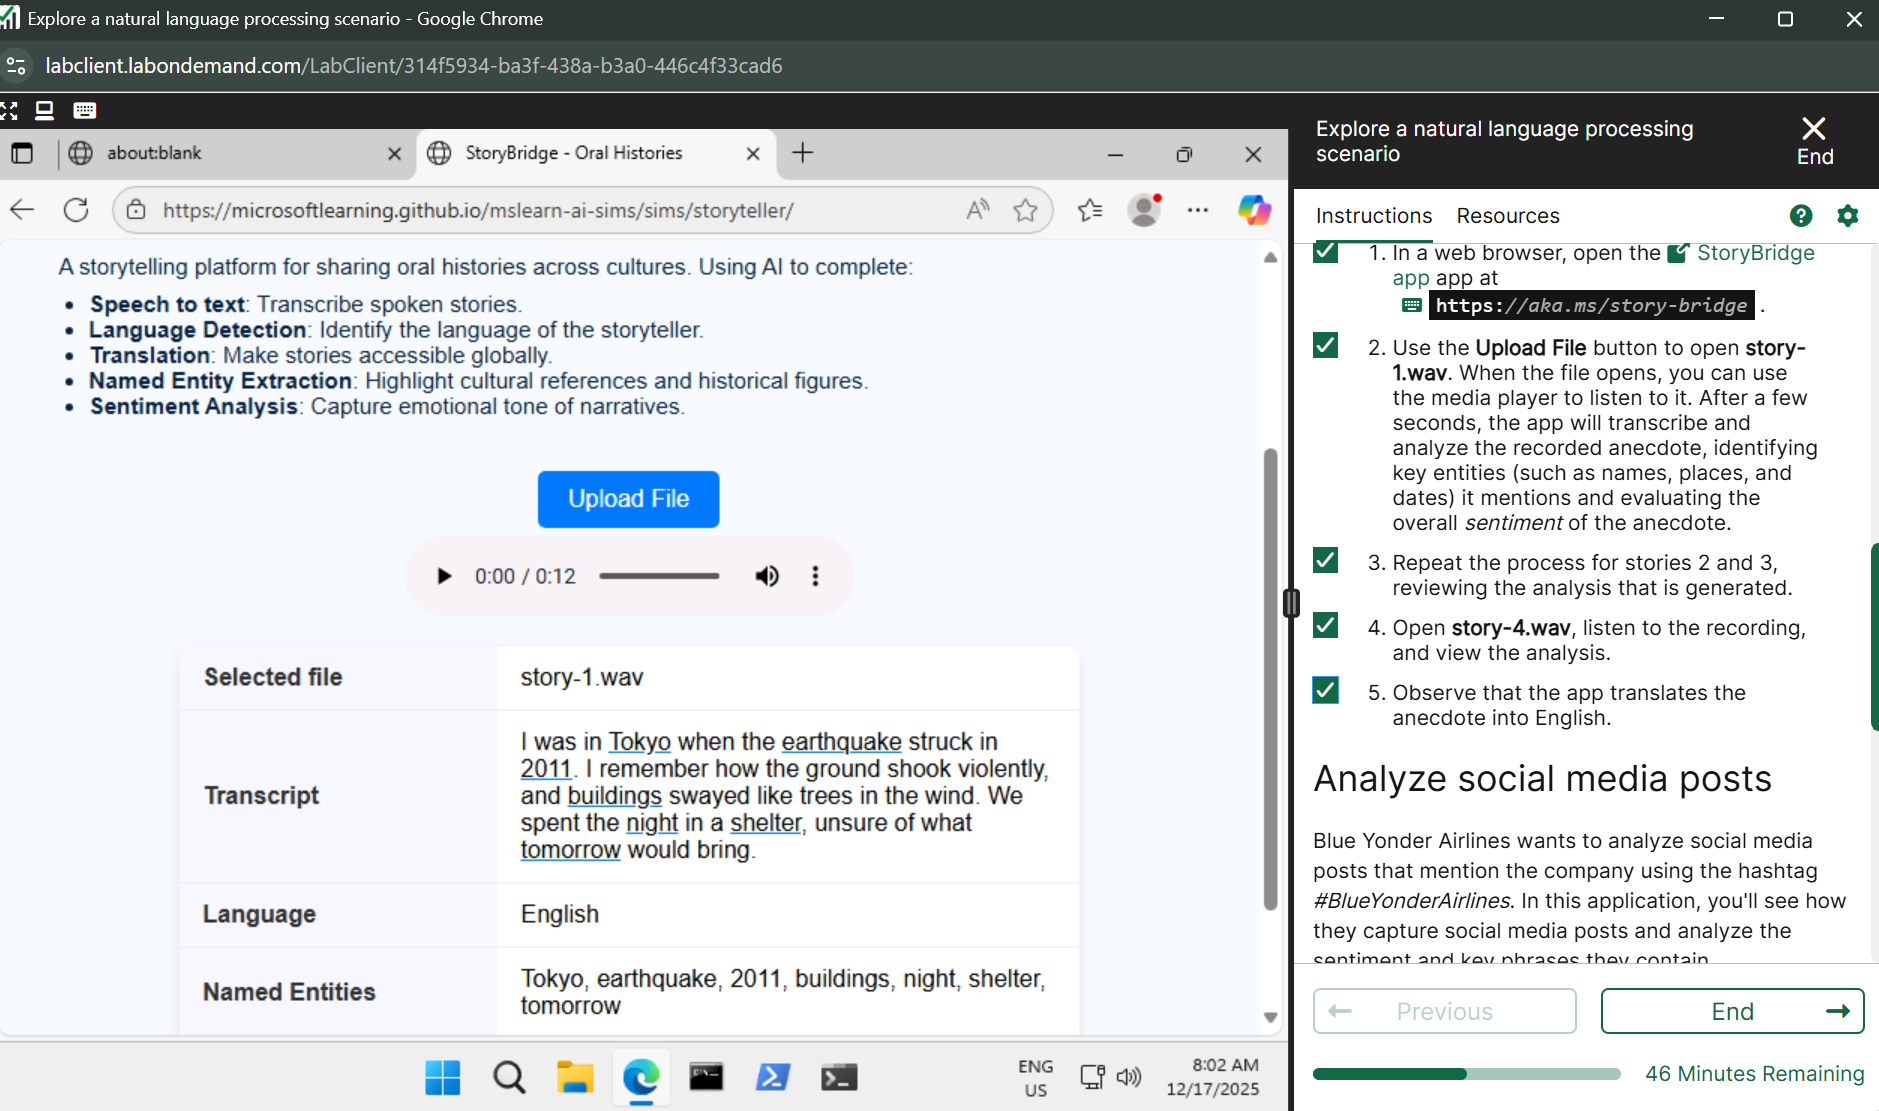 Explore a natural language processing scenario - Google Chrome
labclient.labondemand.com/LabClient/314f5934-ba3f-438a-b3a0-446c4f33cad6
about:blank
StoryBridge - Oral Histories
https://microsoftlearning.github.io/mslearn-ai-sims/sims/storyteller/
A storytelling platform for sharing oral histories across cultures. Using AI to complete:
• Speech to text: Transcribe spoken stories.
• Language Detection: Identify the language of the storyteller.
• Translation: Make stories accessible globally.
• Named Entity Extraction: Highlight cultural references and historical figures.
• Sentiment Analysis: Capture emotional tone of narratives.
Upload File
0:00 / 0:12
Selected file
story-1.wav
Transcript
I was in Tokyo when the earthquake struck in
2011. I remember how the ground shook violently,
and buildings swayed like trees in the wind. We
spent the night in a shelter, unsure of what
tomorrow would bring.
Language
English
Named Entities
Tokyo, earthquake, 2011, buildings, night, shelter,
tomorrow
ENG
US
8:02 AM
12/17/2025
Explore a natural language processing
scenario
End
Instructions
Resources
1. In a web browser, open the StoryBridge
app app at
https://aka.ms/story-bridge .
2. Use the Upload File button to open story-
1.wav. When the file opens, you can use
the media player to listen to it. After a few
seconds, the app will transcribe and
analyze the recorded anecdote, identifying
key entities (such as names, places, and
dates) it mentions and evaluating the
overall sentiment of the anecdote.
3. Repeat the process for stories 2 and 3,
reviewing the analysis that is generated.
4. Open story-4.wav, listen to the recording,
and view the analysis.
5. Observe that the app translates the
anecdote into English.
Analyze social media posts
Blue Yonder Airlines wants to analyze social media
posts that mention the company using the hashtag
#BlueYonderAirlines. In this application, you'll see how
they capture social media posts and analyze the
sentiment and key phrases they contain
Previous
End
46 Minutes Remaining